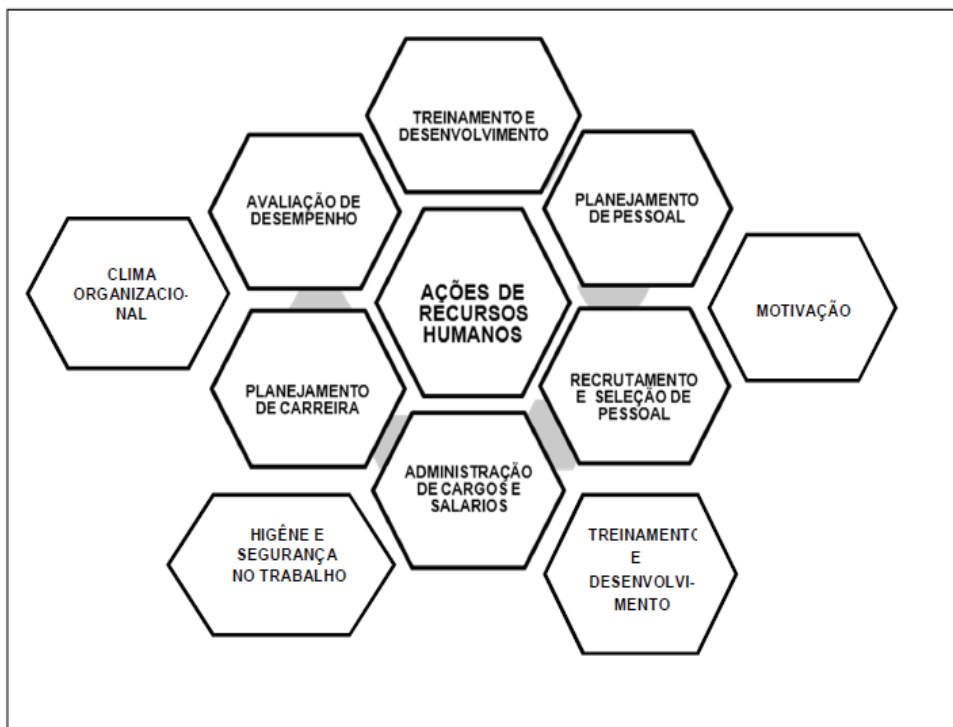 TREINAMENTO E
DESENVOLVIMENTO
AVALIAÇÃO DE
DESEMPENHO
PLANEJAMENTO
DE PESSOAL
CLIMA
ORGANIZACIO-
NAL
AÇÕES DE
RECURSOS
HUMANOS
MOTIVAÇÃO
PLANEJAMENTO
DE CARREIRA
RECRUTAMENTO
E SELEÇÃO DE
PESSOAL
ADMINISTRAÇÃO
DE CARGOS E
SALARIOS
HIGÊNE E
SEGURANÇA
NO TRABALHO
TREINAMENTO
E
DESENVOLVI-
MENTO